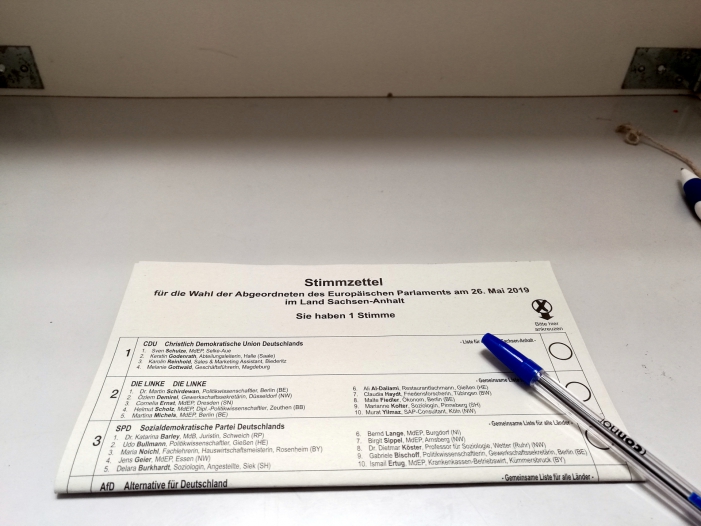 Stimmzettel
für die Wahl der Abgeordneten des Europäischen Parlaments am 26. Mai 2019
im Land Sachsen-Anhalt
Sie haben 1 Stimme
Bitte hier
ankreuzen
1 CDU Christlich Demokratische Union Deutschlands - Liste für Sachsen-Anhalt -
1. Sven Schulze, MdEP, Selke-Aue
2. Kerstin Godenrath, Abteilungsleiterin, Halle (Saale)
3. Karolin Reinhold, Sales & Marketing Assistant, Biederitz
4. Melanie Gottwald, Geschäftsführerin, Magdeburg
2 DIE LINKE DIE LINKE - Gemeinsame Liste für
1. Dr. Martin Schirdewan, Politikwissenschaftler, Berlin (BE)
2. Özlem Demirel, Gewerkschaftssekretärin, Düsseldorf (NW)
3. Cornelia Ernst, MdEP, Dresden (SN)
4. Helmut Scholz, MdEP, Dipl.-Politikwissenschaftler, Zeuthen (BB)
5. Martina Michels, MdEP, Berlin (BE)
6. Ali Al-Dailami, Restaurantfachmann, Gießen (HE)
7. Claudia Haydt, Friedensforscherin, Tübingen (BW)
8. Malte Fiedler, Ökonom, Berlin (BE)
9. Marianne Kolter, Soziologin, Pinneberg (SH)
10. Murat Yilmaz, SAP-Consultant, Köln (NW)
3 SPD Sozialdemokratische Partei Deutschlands - Gemeinsame Liste für alle Länder -
1. Dr. Katarina Barley, MdB, Juristin, Schweich (RP)
2. Udo Bullmann, Politikwissenschaftler, Gießen (HE)
3. Maria Noichl, Fachlehrerin, Hauswirtschaftsmeisterin, Rosenheim (BY)
4. Jens Geier, MdEP, Essen (NW)
5. Delara Burkhardt, Soziologin, Angestellte, Siek (SH)
6. Bernd Lange, MdEP, Burgdorf (NI)
7. Birgit Sippel, MdEP, Arnsberg (NW)
8. Dr. Dietmar Köster, Professor für Soziologie, Wetter (Ruhr) (NW)
9. Gabriele Bischoff, Politikwissenschaftlerin, Gewerkschaftssekretärin, Berlin (BE)
10. Ismail Ertug, MdEP, Krankenkassen-Betriebswirt, Kümmersbruck (BY)
AfD Alternative für Deutschland - Gemeinsame Liste für alle Länder -